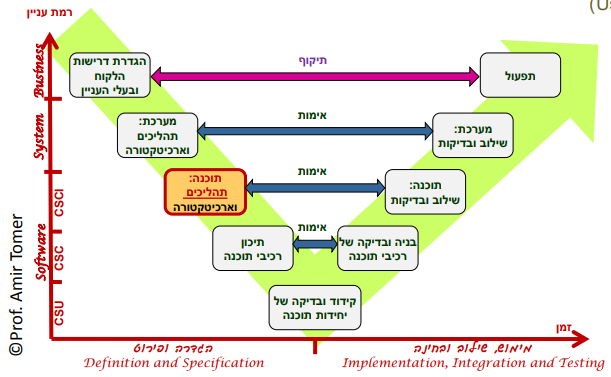 (Us
רמת עניין
Business
הגדרת דרישות
הלקוח
ובעלי העניין
תיקוף
תפעול
System
מערכת:
תהליכים
וארכיטקטורה
אימות
מערכת:
שילוב ובדיקות
Software
CSCI
תוכנה:
תהליכים
וארכיטקטורה
אימות
תוכנה:
שילוב ובדיקות
CSC
תיכון
רכיבי תוכנה
אימות
בניה ובדיקה של
רכיבי תוכנה
CSU
קידוד ובדיקה של
יחידות תוכנה
זמן
הגדרה ופירוט
Definition and Specification
מימוש, שילוב ובחינה
Implementation, Integration and Testing
©Prof. Amir Tomer